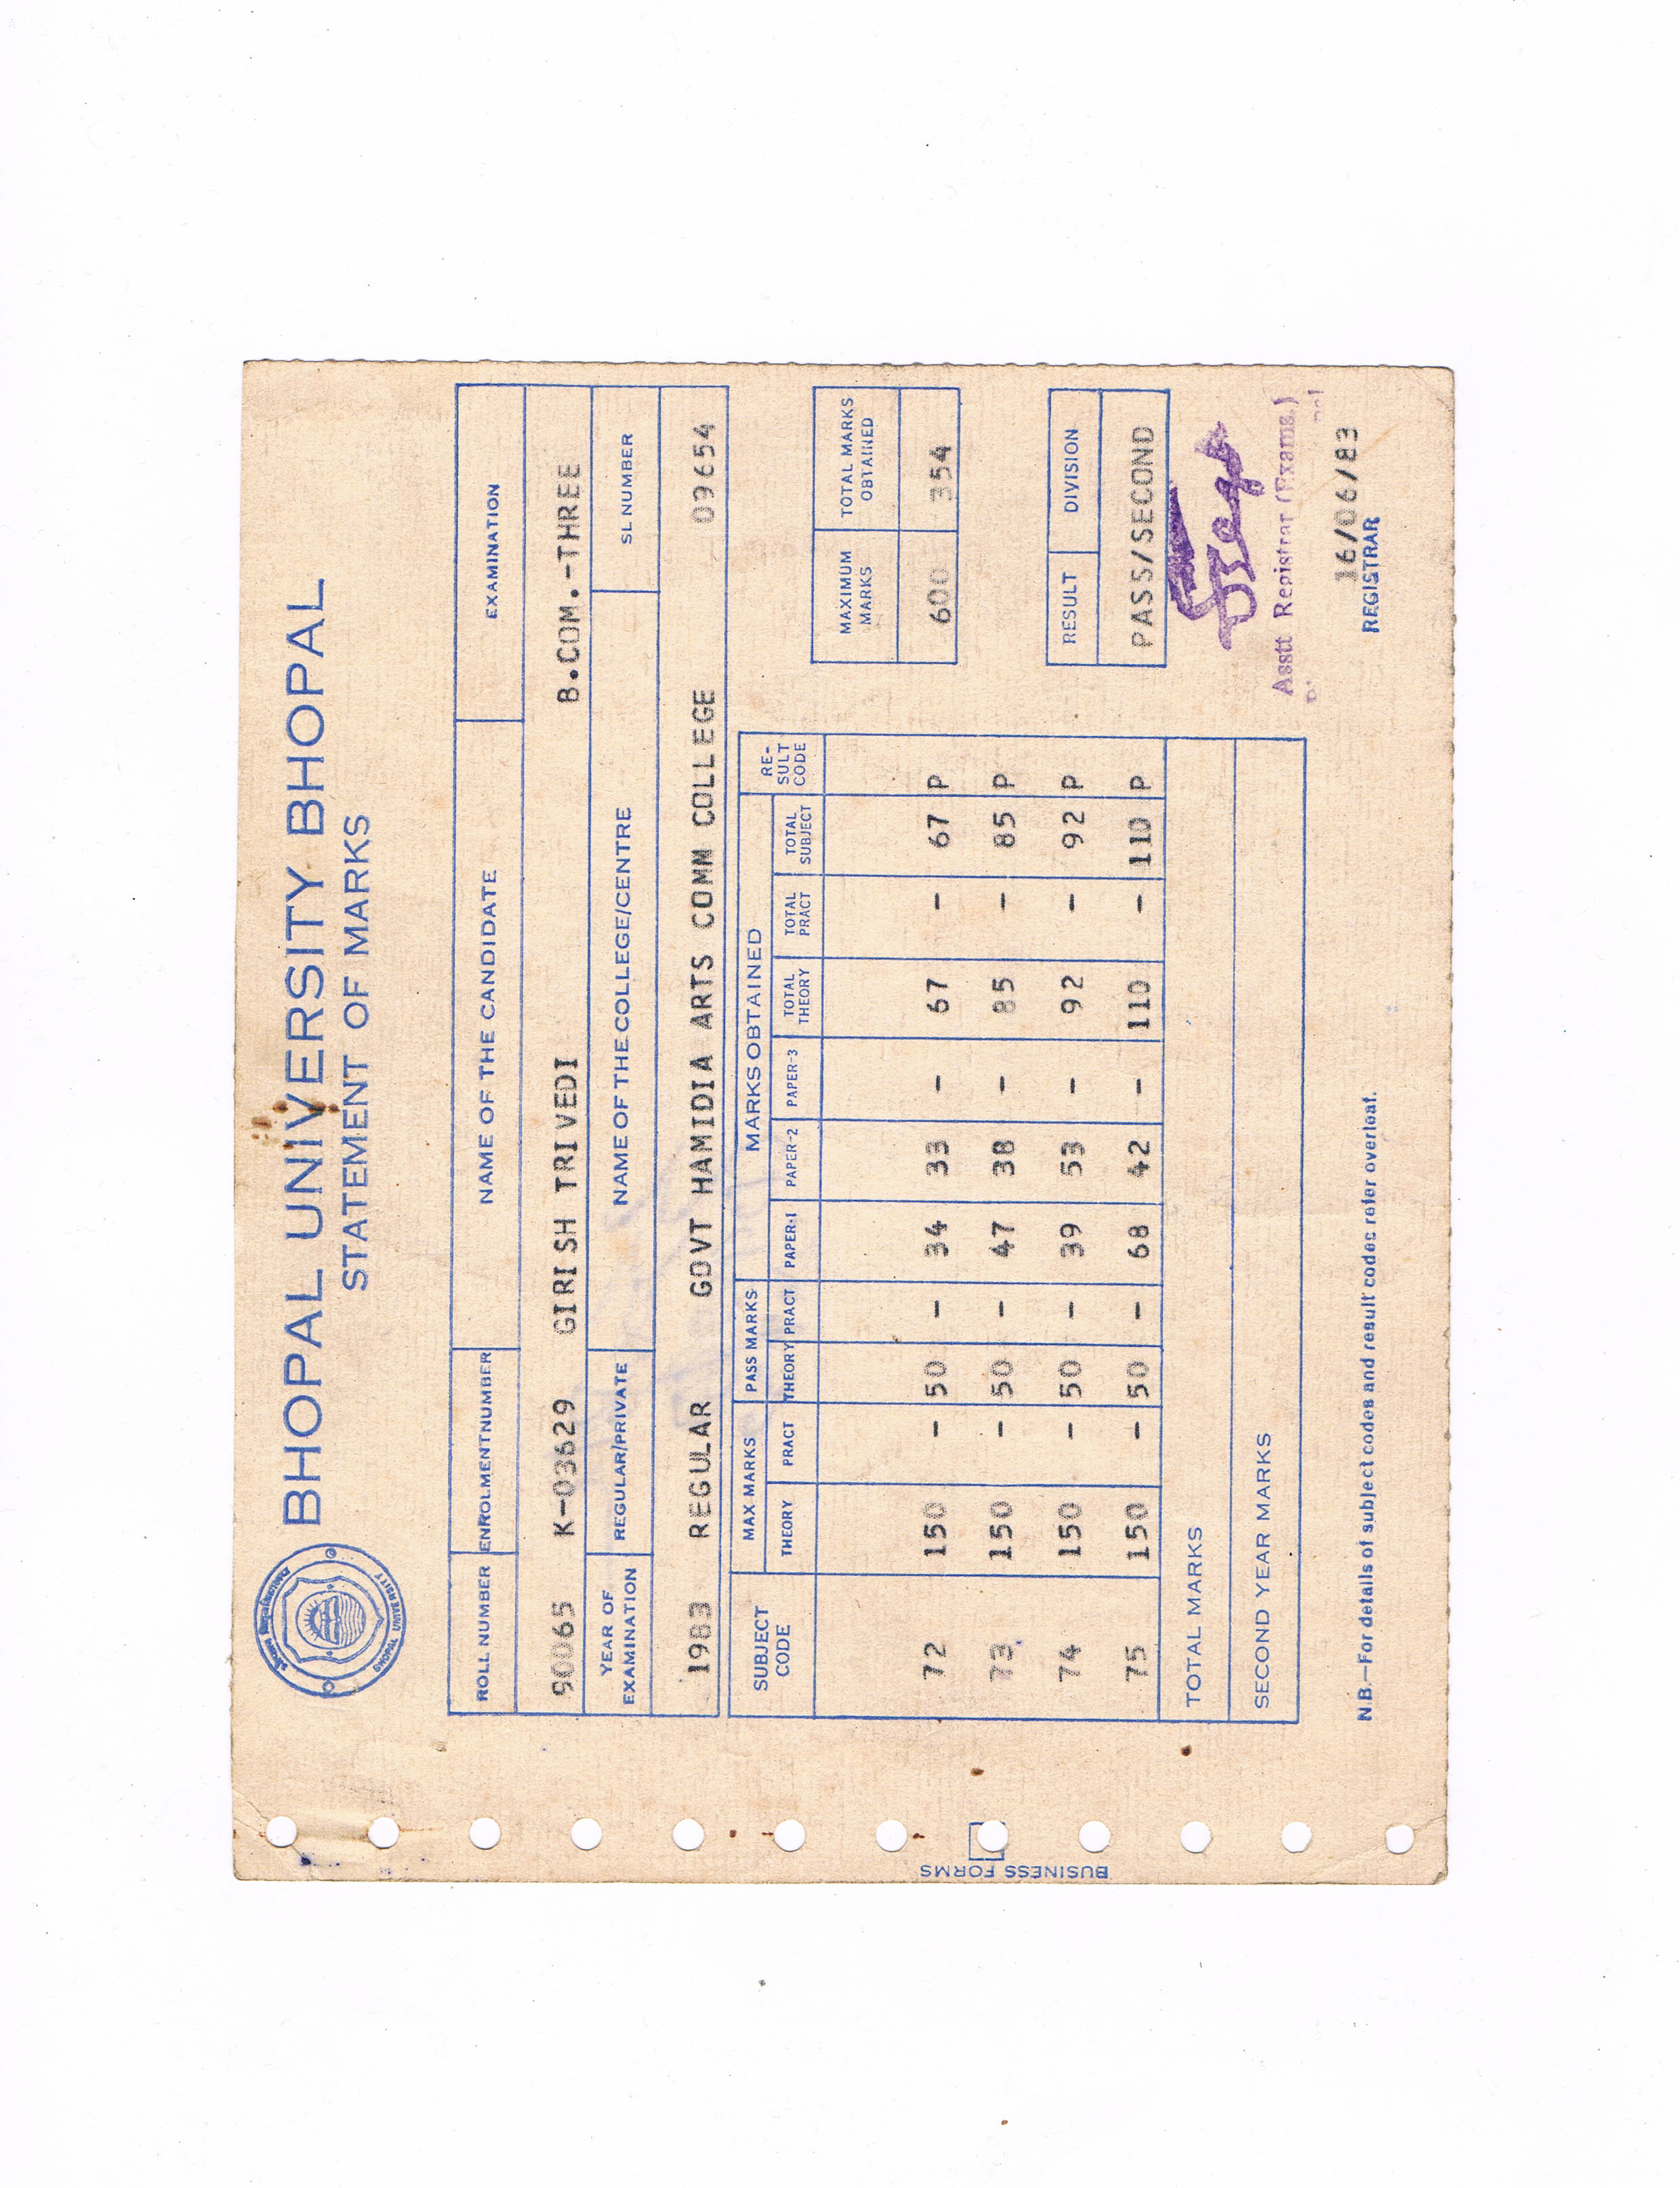 BHOPAL UNIVERSITY BHOPAL
STATEMENT OF MARKS
BHOPAL UNIVERSITY
ROLL NUMBER ENROLMENT NUMBER NAME OF THE CANDIDATE EXAMINATION
90065 K-03629 GIRISH TRIVEDI B.COM.-THREE
YEAR OF EXAMINATION REGULAR/PRIVATE NAME OF THE COLLEGE/CENTRE SL NUMBER
1983 REGULAR GOVT HAMIDIA ARTS COMM COLLEGE 09654
SUBJECT CODE MAX MARKS PASS MARKS MARKS OBTAINED RE-SULT CODE
THEORY PRACT THEORY PRACT PAPER-1 PAPER-2 PAPER-3 TOTAL THEORY TOTAL PRACT TOTAL SUBJECT
72 150 - 50 - 34 33 - 67 - 67 P
73 150 - 50 - 47 38 - 85 - 85 P
74 150 - 50 - 39 53 - 92 - 92 P
75 150 - 50 - 68 42 - 110 - 110 P
TOTAL MARKS
SECOND YEAR MARKS
MAXIMUM MARKS TOTAL MARKS OBTAINED
600 354
RESULT DIVISION
PASS/SECOND
Asstt Registrar (Exams.)
16/06/83
REGISTRAR
N.B.—For details of subject codes and result codes refer overleaf.
BUSINESS FORMS